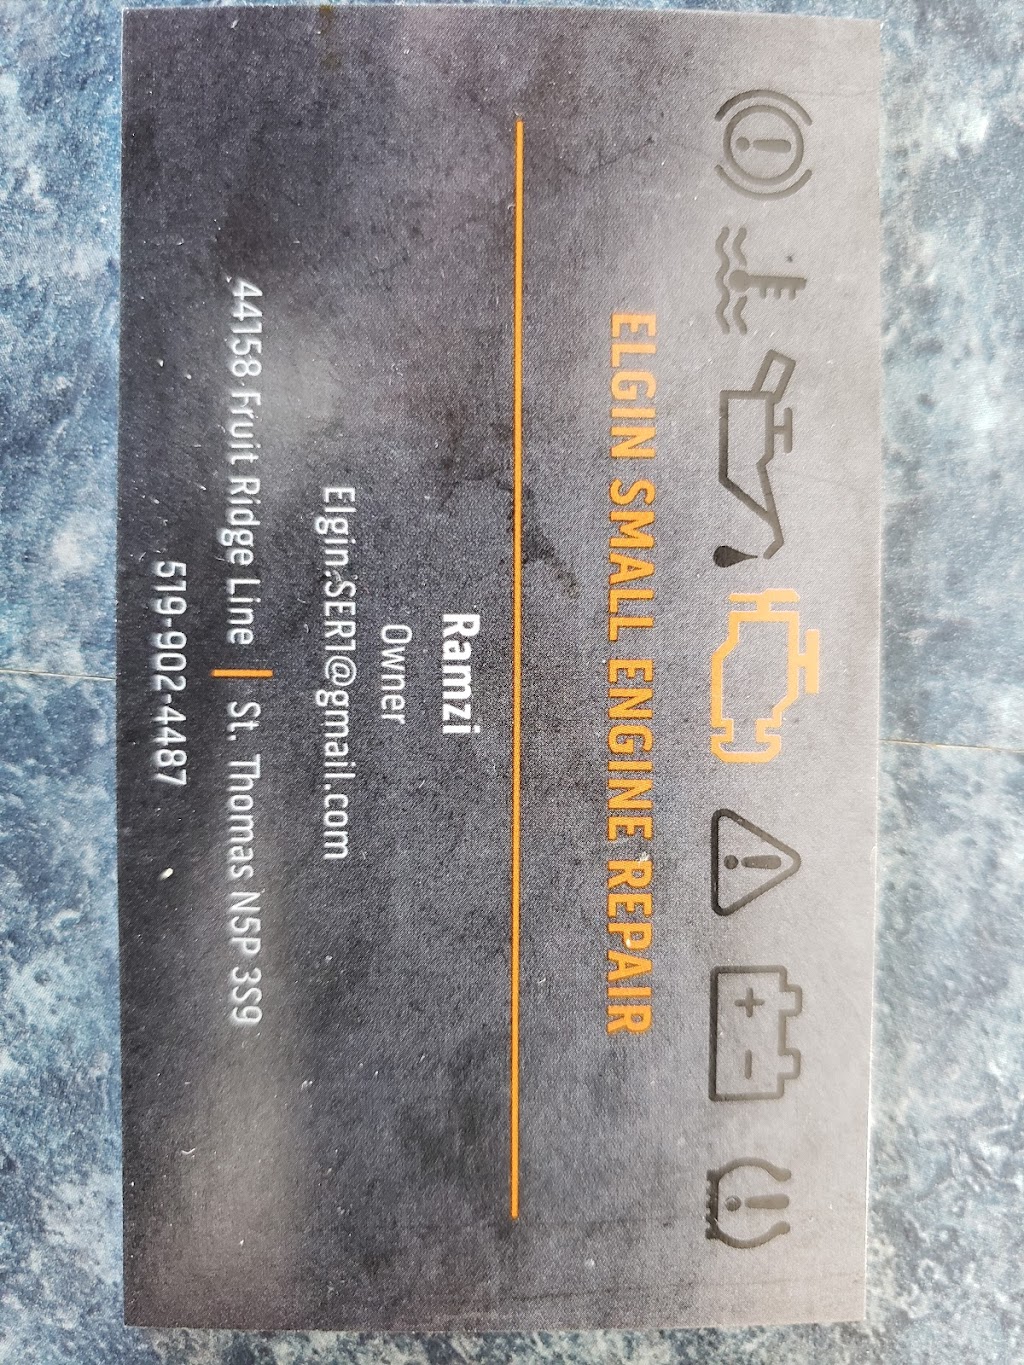 ELGIN SMALL ENGINE REPAIR
Ramzi
Owner
Elgin.SER1@gmail.com
44158 Fruit Ridge Line | St. Thomas N5P 3S9
519-902-4487